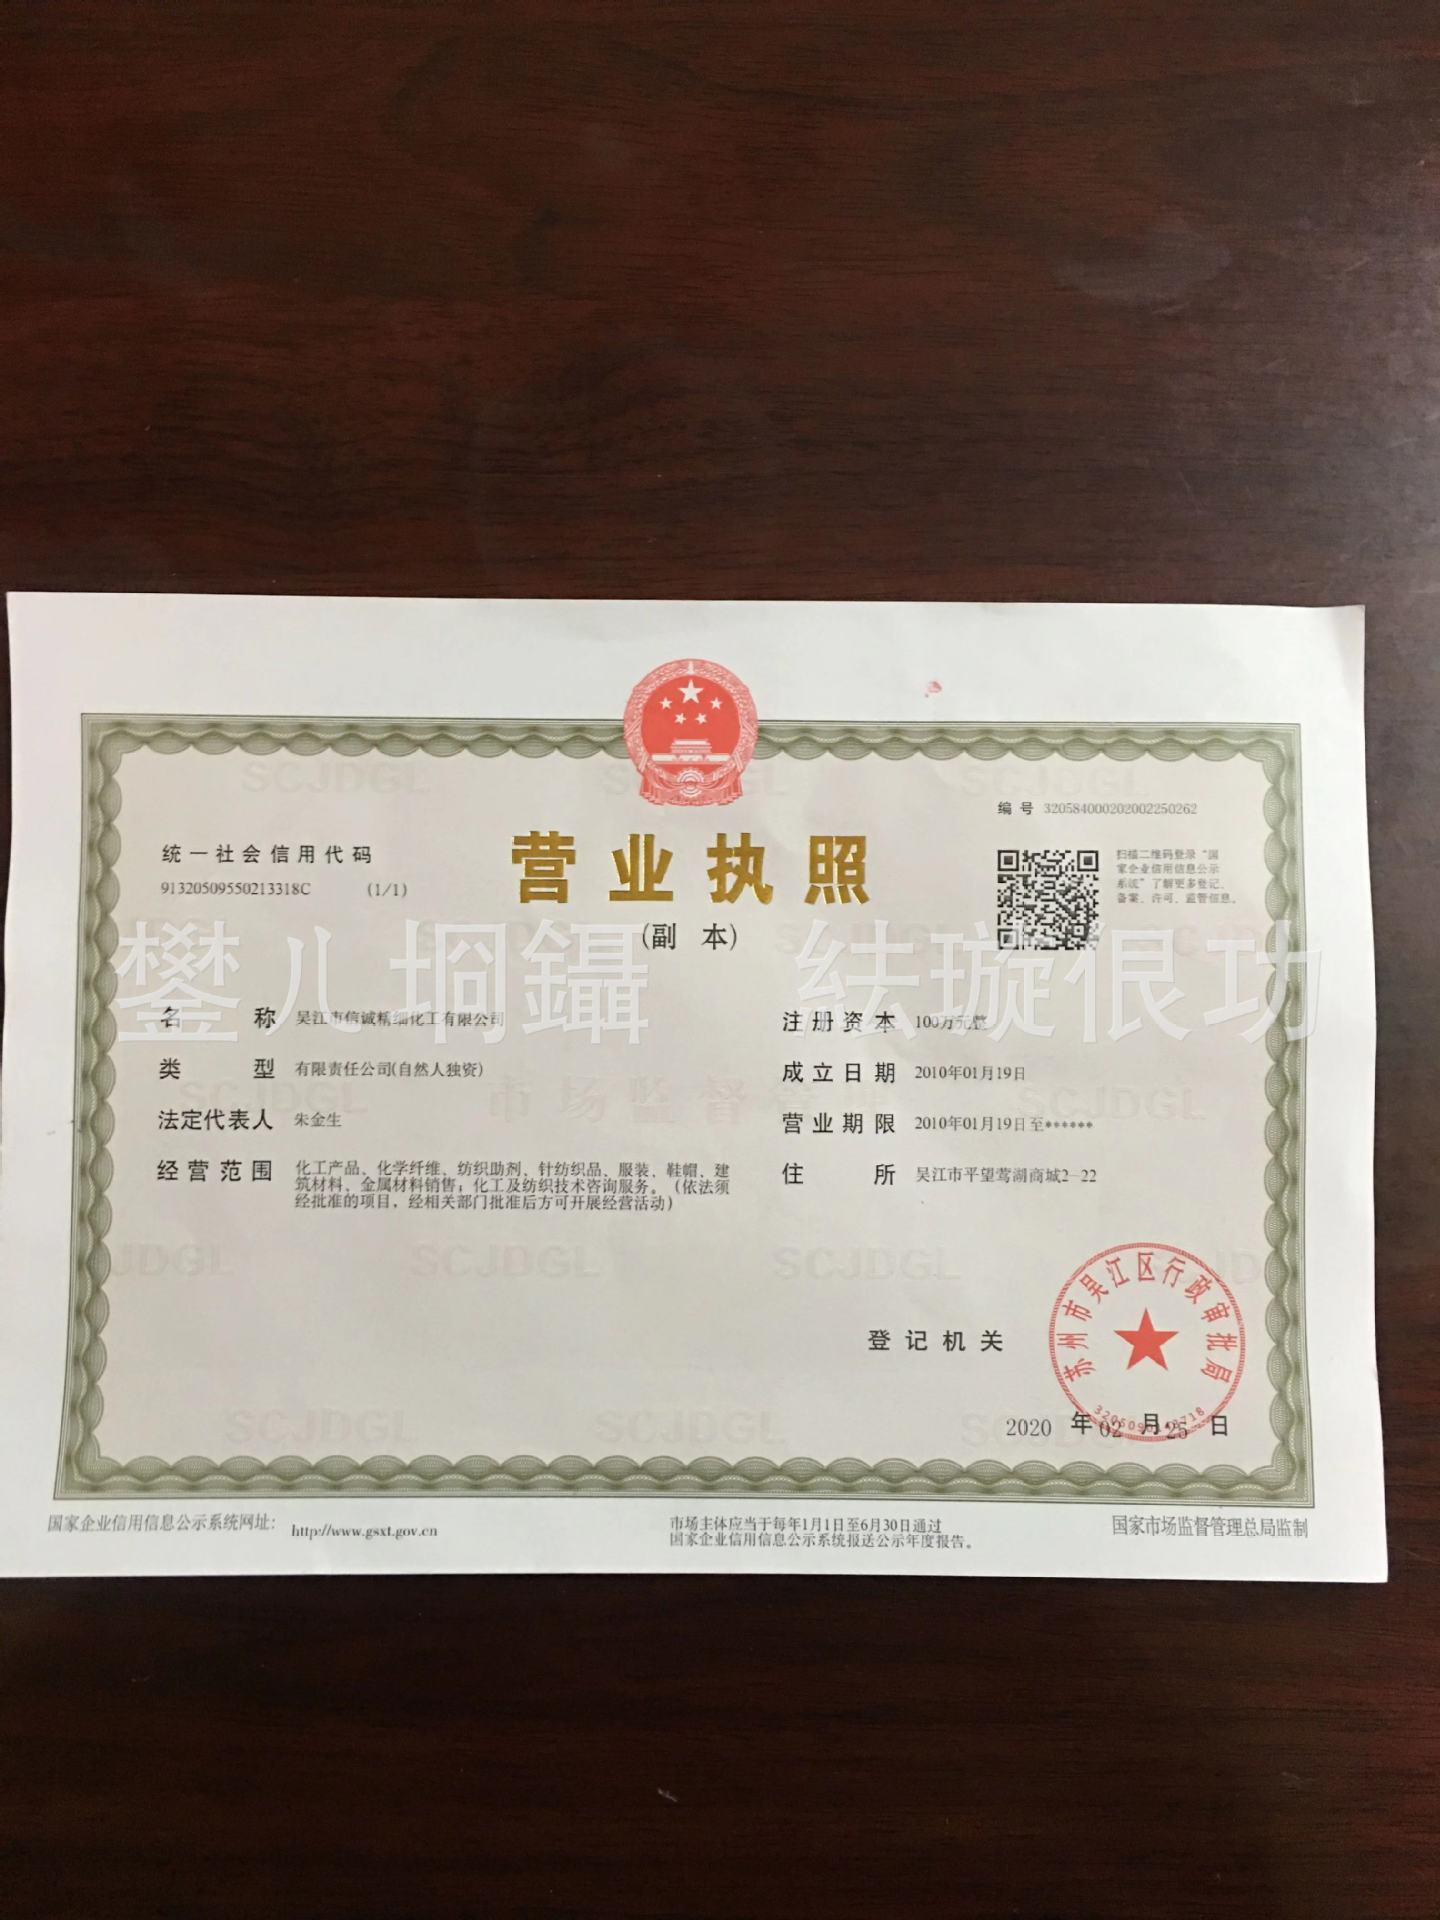 编号 320584000202002250262
统一社会信用代码
91320509550213318C (1/1)
营业执照
(副 本)
扫描二维码登录“国
家企业信用信息公示
系统”了解更多登记、
备案、许可、监管信息。
攀儿坰鑷 紶璇佷功
名称 吴江市信诚精细化工有限公司
类型 有限责任公司(自然人独资)
法定代表人 朱金生
经营范围 化工产品、化学纤维、纺织助剂、针纺织品、服装、鞋帽、建
筑材料、金属材料销售；化工及纺织技术咨询服务。（依法须
经批准的项目，经相关部门批准后方可开展经营活动）
注册资本 100万元整
成立日期 2010年01月19日
营业期限 2010年01月19日至******
住所 吴江市平望莺湖商城2-22
登记机关
苏州市吴江区行政审批局
2020 年 02 月 25 日
国家企业信用信息公示系统网址： http://www.gsxt.gov.cn
市场主体应当于每年1月1日至6月30日通过
国家企业信用信息公示系统报送公示年度报告。
国家市场监督管理总局监制
SCJDGL
市场监督管理